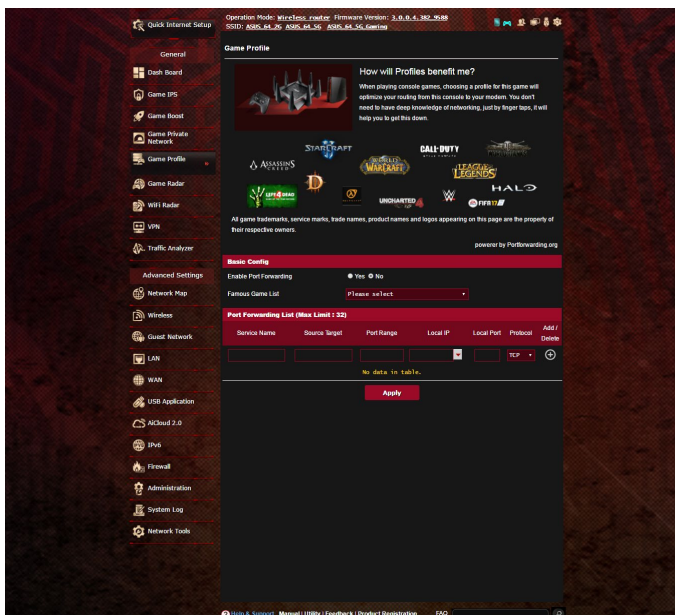 Quick Internet Setup
Operation Mode: Wireless router Firmware Version: 3.0.0.4.382_9588
SSID: ASUS_64_2G ASUS_64_5G ASUS_64_5G_Gaming
General
Dash Board
Game IPS
Game Boost
Game Private
Network
Game Profile
Game Radar
WiFi Radar
VPN
Traffic Analyzer
Advanced Settings
Network Map
Wireless
Guest Network
LAN
WAN
USB Application
AiCloud 2.0
IPv6
Firewall
Administration
System Log
Network Tools
Game Profile
How will Profiles benefit me?
When playing console games, choosing a profile for this game will
optimize your routing from this console to your modem. You don't
need to have deep knowledge of networking, just by finger taps, it will
help you to get this down.
STARCRAFT
CALL·DUTY
ASSASSIN'S
CREED
WORLD
WARCRAFT
LEAGUE
LEGENDS
D
HALO
LEFT 4 DEAD
UNCHARTED 4
W
FIFA 17
All game trademarks, service marks, trade names, product names and logos appearing on this page are the property of
their respective owners.
powerer by Portforwarding.org
Basic Config
Enable Port Forwarding
Yes No
Famous Game List
Please select
Port Forwarding List (Max Limit : 32)
Service Name Source Target Port Range Local IP Local Port Protocol Add /
Delete
TCP
No data in table.
Apply
Help & Support Manual | Utility | Feedback | Product Registration FAQ